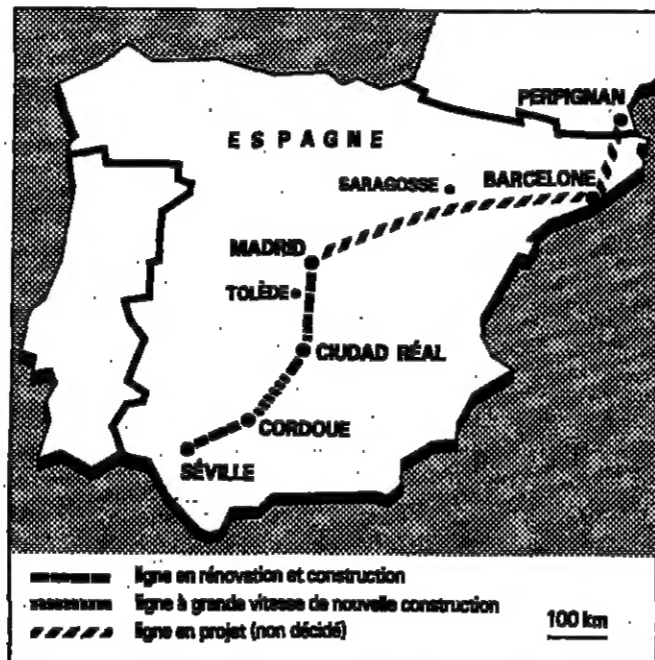 PERPIGNAN
ESPAGNE
SARAGOSSE
BARCELONE
MADRID
TOLÈDE
CIUDAD RÉAL
CORDOUE
SÉVILLE
ligne en rénovation et construction
ligne à grande vitesse de nouvelle construction
ligne en projet (non décidé)
100 km